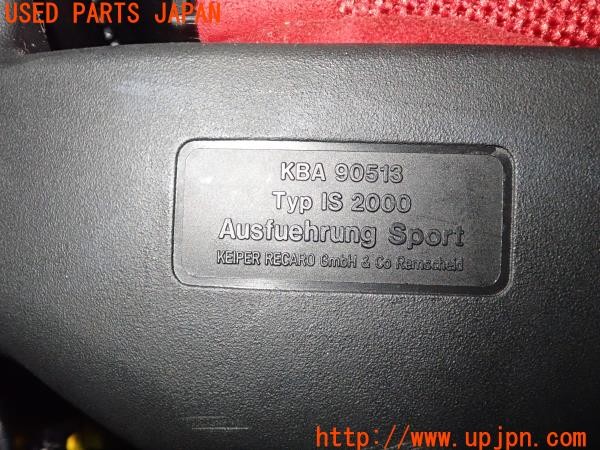 USED PARTS JAPAN
KBA 90513
Typ IS 2000
Ausfuehrung Sport
KEIPER RECARO GmbH & Co Remscheid
http://www.upjpn.com/